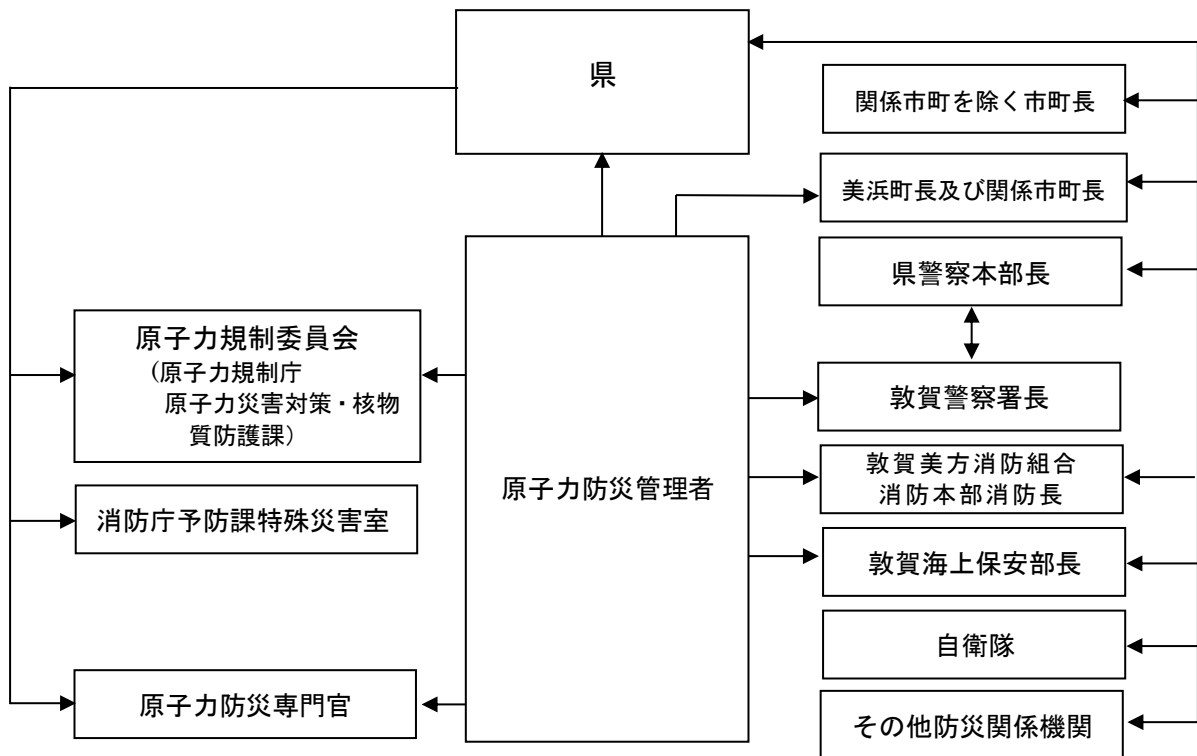 県
関係市町を除く市町長
美浜町長及び関係市町長
県警察本部長
原子力規制委員会
(原子力規制庁
原子力災害対策・核物
質防護課)
敦賀警察署長
敦賀美方消防組合
消防本部消防長
原子力防災管理者
消防庁予防課特殊災害室
敦賀海上保安部長
自衛隊
原子力防災専門官
その他防災関係機関